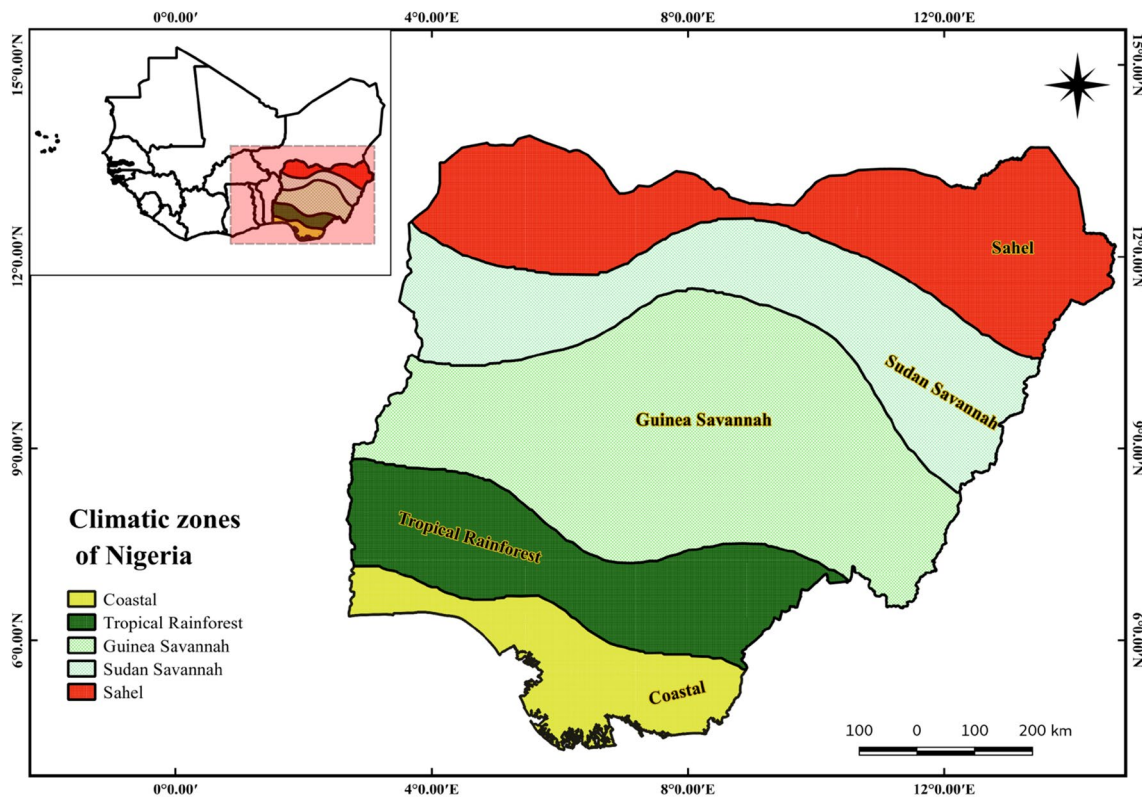 0°0.00′E 4°0.00′E 8°0.00′E 12°0.00′E
15°0.00′N 15°0.00′N
12°0.00′N 12°0.00′N
9°0.00′N 9°0.00′N
6°0.00′N 6°0.00′N
Sahel
Sudan Savannah
Guinea Savannah
Tropical Rainforest
Coastal
Climatic zones
of Nigeria
Coastal
Tropical Rainforest
Guinea Savannah
Sudan Savannah
Sahel
100 0 100 200 km
0°0.00′E 4°0.00′E 8°0.00′E 12°0.00′E